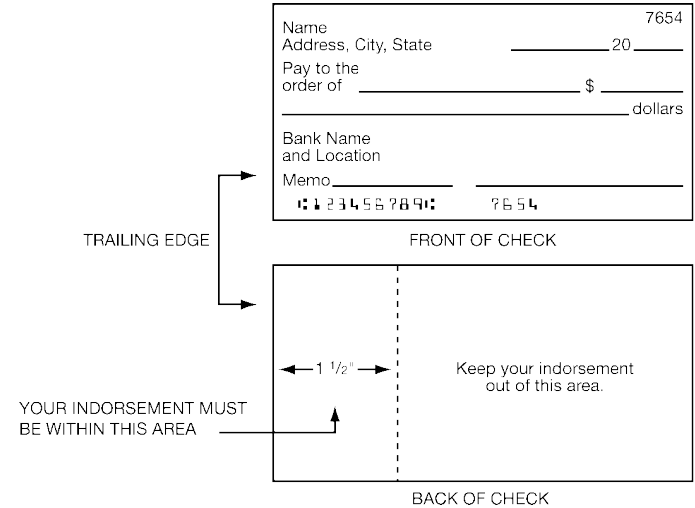 7654
Name
Address, City, State 20
Pay to the
order of $
dollars
Bank Name
and Location
Memo
⑆123456789⑆ 7654
TRAILING EDGE
FRONT OF CHECK
1 1/2"
Keep your indorsement
out of this area.
YOUR INDORSEMENT MUST
BE WITHIN THIS AREA
BACK OF CHECK